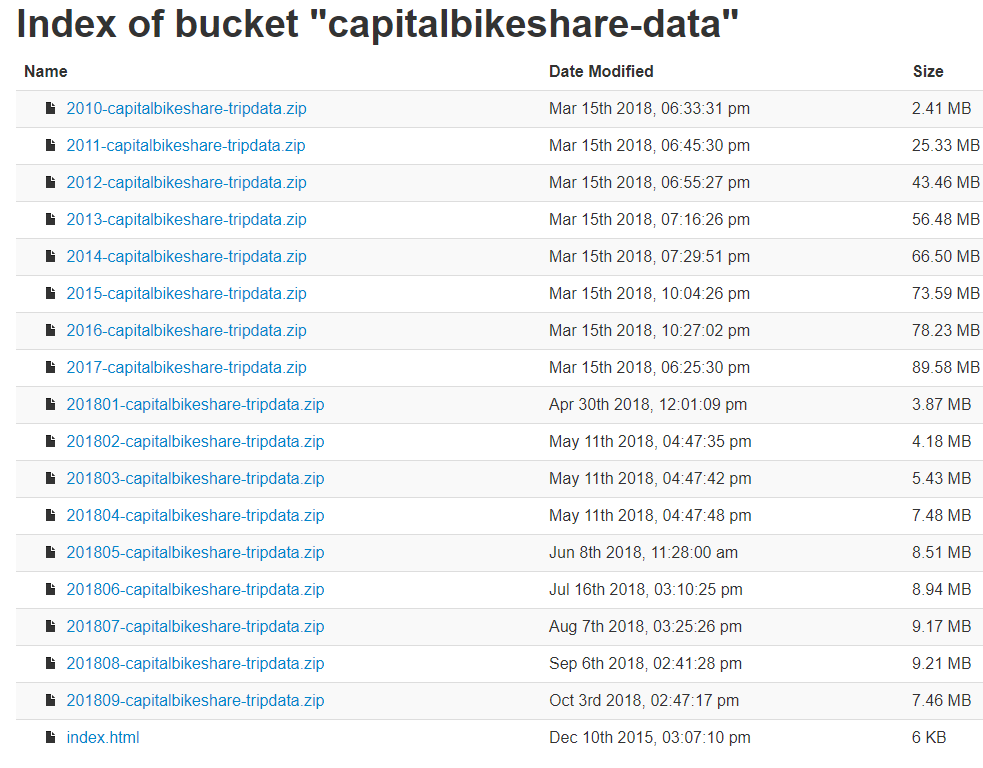 Index of bucket "capitalbikeshare-data"
Name Date Modified Size
2010-capitalbikeshare-tripdata.zip Mar 15th 2018, 06:33:31 pm 2.41 MB
2011-capitalbikeshare-tripdata.zip Mar 15th 2018, 06:45:30 pm 25.33 MB
2012-capitalbikeshare-tripdata.zip Mar 15th 2018, 06:55:27 pm 43.46 MB
2013-capitalbikeshare-tripdata.zip Mar 15th 2018, 07:16:26 pm 56.48 MB
2014-capitalbikeshare-tripdata.zip Mar 15th 2018, 07:29:51 pm 66.50 MB
2015-capitalbikeshare-tripdata.zip Mar 15th 2018, 10:04:26 pm 73.59 MB
2016-capitalbikeshare-tripdata.zip Mar 15th 2018, 10:27:02 pm 78.23 MB
2017-capitalbikeshare-tripdata.zip Mar 15th 2018, 06:25:30 pm 89.58 MB
201801-capitalbikeshare-tripdata.zip Apr 30th 2018, 12:01:09 pm 3.87 MB
201802-capitalbikeshare-tripdata.zip May 11th 2018, 04:47:35 pm 4.18 MB
201803-capitalbikeshare-tripdata.zip May 11th 2018, 04:47:42 pm 5.43 MB
201804-capitalbikeshare-tripdata.zip May 11th 2018, 04:47:48 pm 7.48 MB
201805-capitalbikeshare-tripdata.zip Jun 8th 2018, 11:28:00 am 8.51 MB
201806-capitalbikeshare-tripdata.zip Jul 16th 2018, 03:10:25 pm 8.94 MB
201807-capitalbikeshare-tripdata.zip Aug 7th 2018, 03:25:26 pm 9.17 MB
201808-capitalbikeshare-tripdata.zip Sep 6th 2018, 02:41:28 pm 9.21 MB
201809-capitalbikeshare-tripdata.zip Oct 3rd 2018, 02:47:17 pm 7.46 MB
index.html Dec 10th 2015, 03:07:10 pm 6 KB